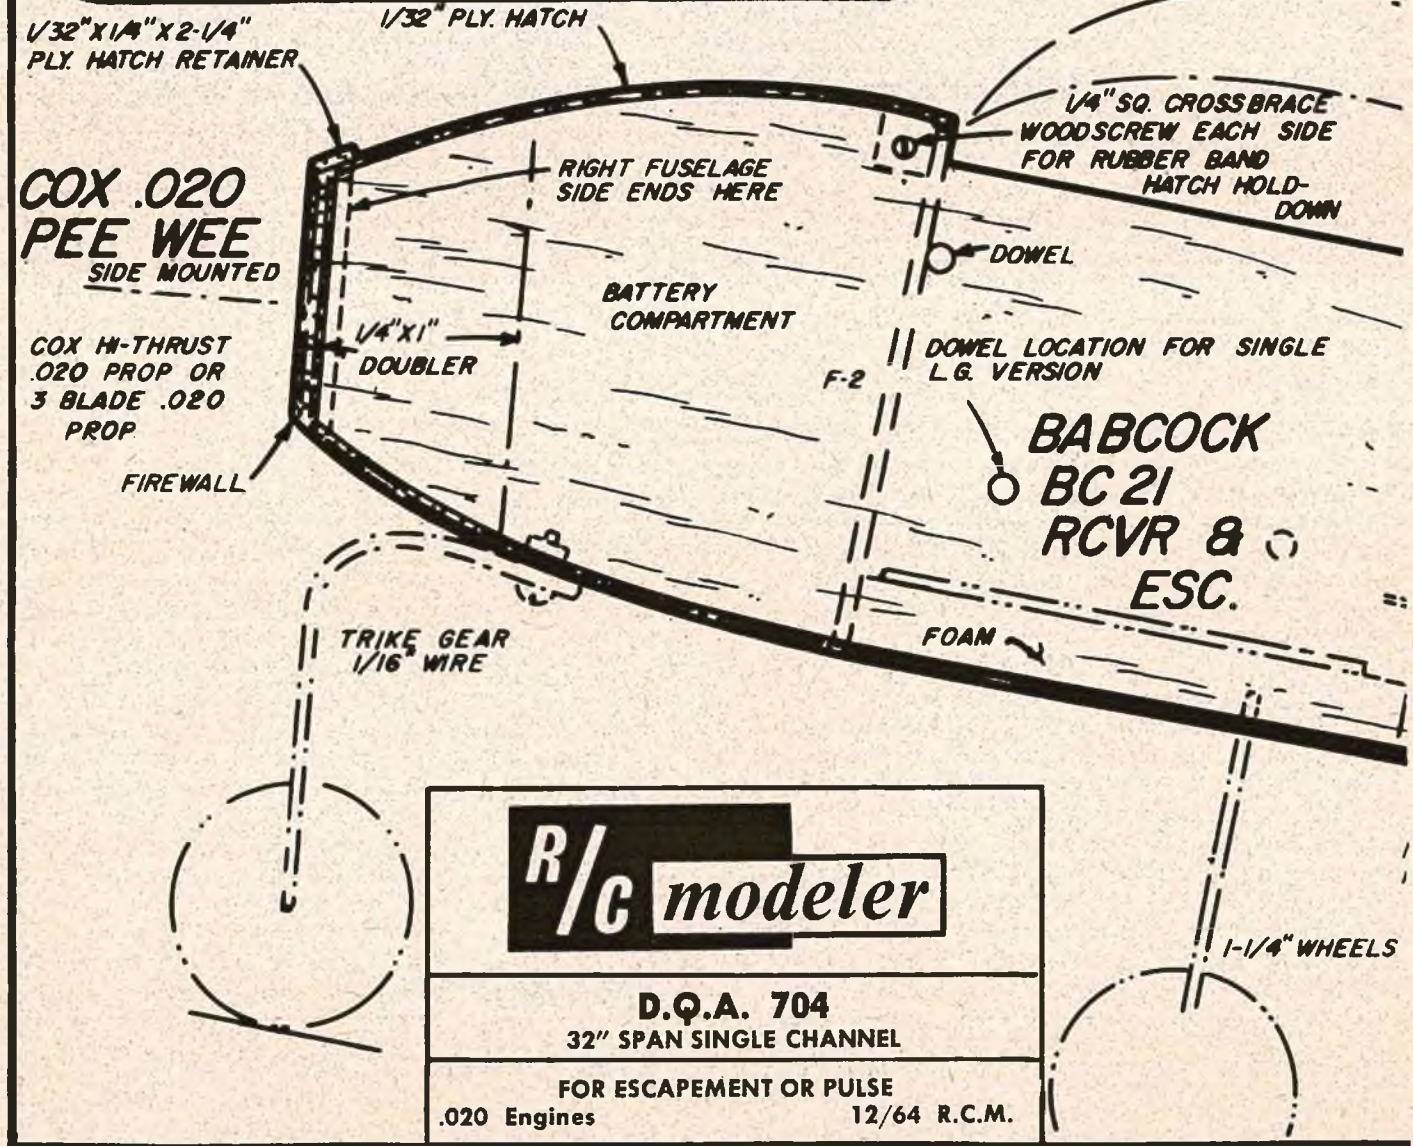 1/32" X 1/4" X 2-1/4"
PLY. HATCH RETAINER
1/32" PLY. HATCH
1/4" SQ. CROSSBRACE
WOODSCREW EACH SIDE
FOR RUBBER BAND
HATCH HOLD-
DOWN
COX .020
PEE WEE
SIDE MOUNTED
RIGHT FUSELAGE
SIDE ENDS HERE
DOWEL
BATTERY
COMPARTMENT
COX HI-THRUST
.020 PROP OR
3 BLADE .020
PROP
1/4" X 1"
DOUBLER
F-2
DOWEL LOCATION FOR SINGLE
L.G. VERSION
FIREWALL
BABCOCK
BC 21
RCVR &
ESC.
TRIKE GEAR
1/16" WIRE
FOAM
1-1/4" WHEELS
R/C modeler
D.Q.A. 704
32" SPAN SINGLE CHANNEL
FOR ESCAPEMENT OR PULSE
.020 Engines 12/64 R.C.M.